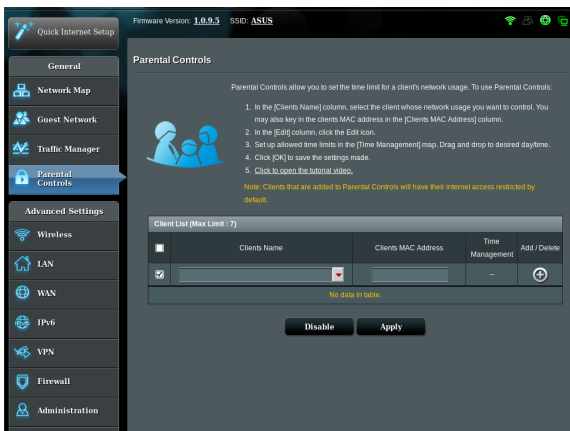 Quick Internet Setup
Firmware Version: 1.0.9.5 SSID: ASUS
General
Network Map
Guest Network
Traffic Manager
Parental
Controls
Advanced Settings
Wireless
LAN
WAN
IPv6
VPN
Firewall
Administration
Parental Controls
Parental Controls allow you to set the time limit for a client's network usage. To use Parental Controls:
1. In the [Clients Name] column, select the client whose network usage you want to control. You
may also key in the clients MAC address in the [Clients MAC Address] column.
2. In the [Edit] column, click the Edit icon.
3. Set up allowed time limits in the [Time Management] map. Drag and drop to desired day/time.
4. Click [OK] to save the settings made.
5. Click to open the tutorial video.
Note: Clients that are added to Parental Controls will have their internet access restricted by
default.
Client List (Max Limit : 7)
Clients Name Clients MAC Address Time
Management Add / Delete
--
No data in table.
Disable Apply